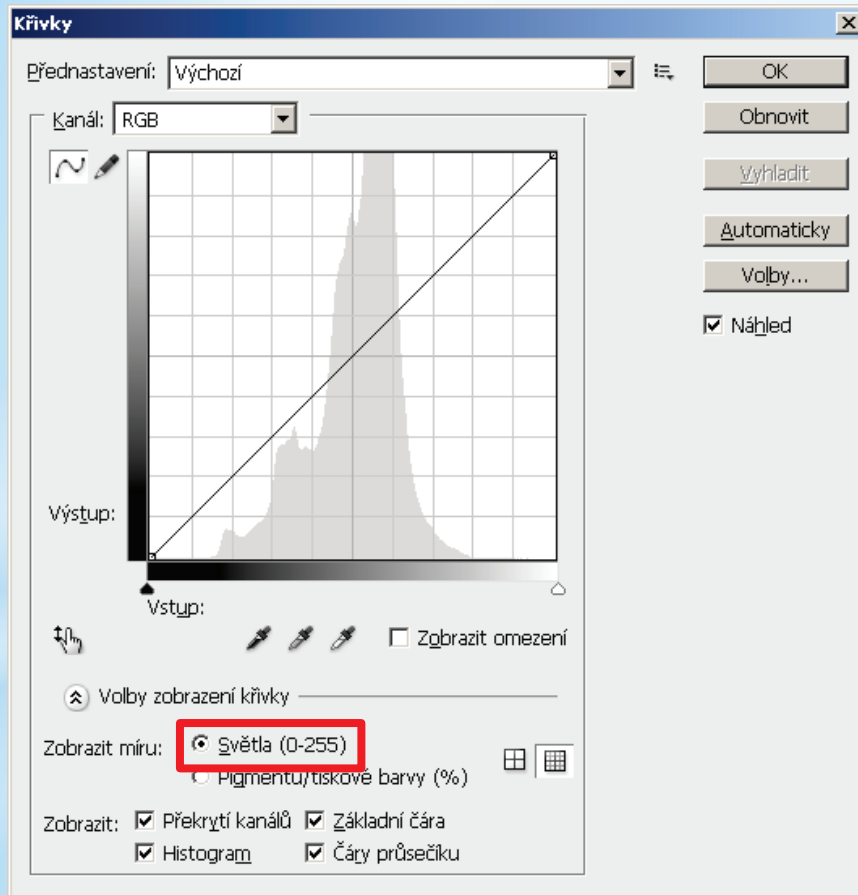 Křivky
Přednastavení: Výchozí
OK
Kanál: RGB
Obnovit
Vyhladit
Automaticky
Volby...
Náhled
Výstup:
Vstup:
Zobrazit omezení
Volby zobrazení křivky
Zobrazit míru: Světla (0-255)
Pigmentu/tiskové barvy (%)
Zobrazit: Překrytí kanálů Základní čára
Histogram Čáry průsečíku